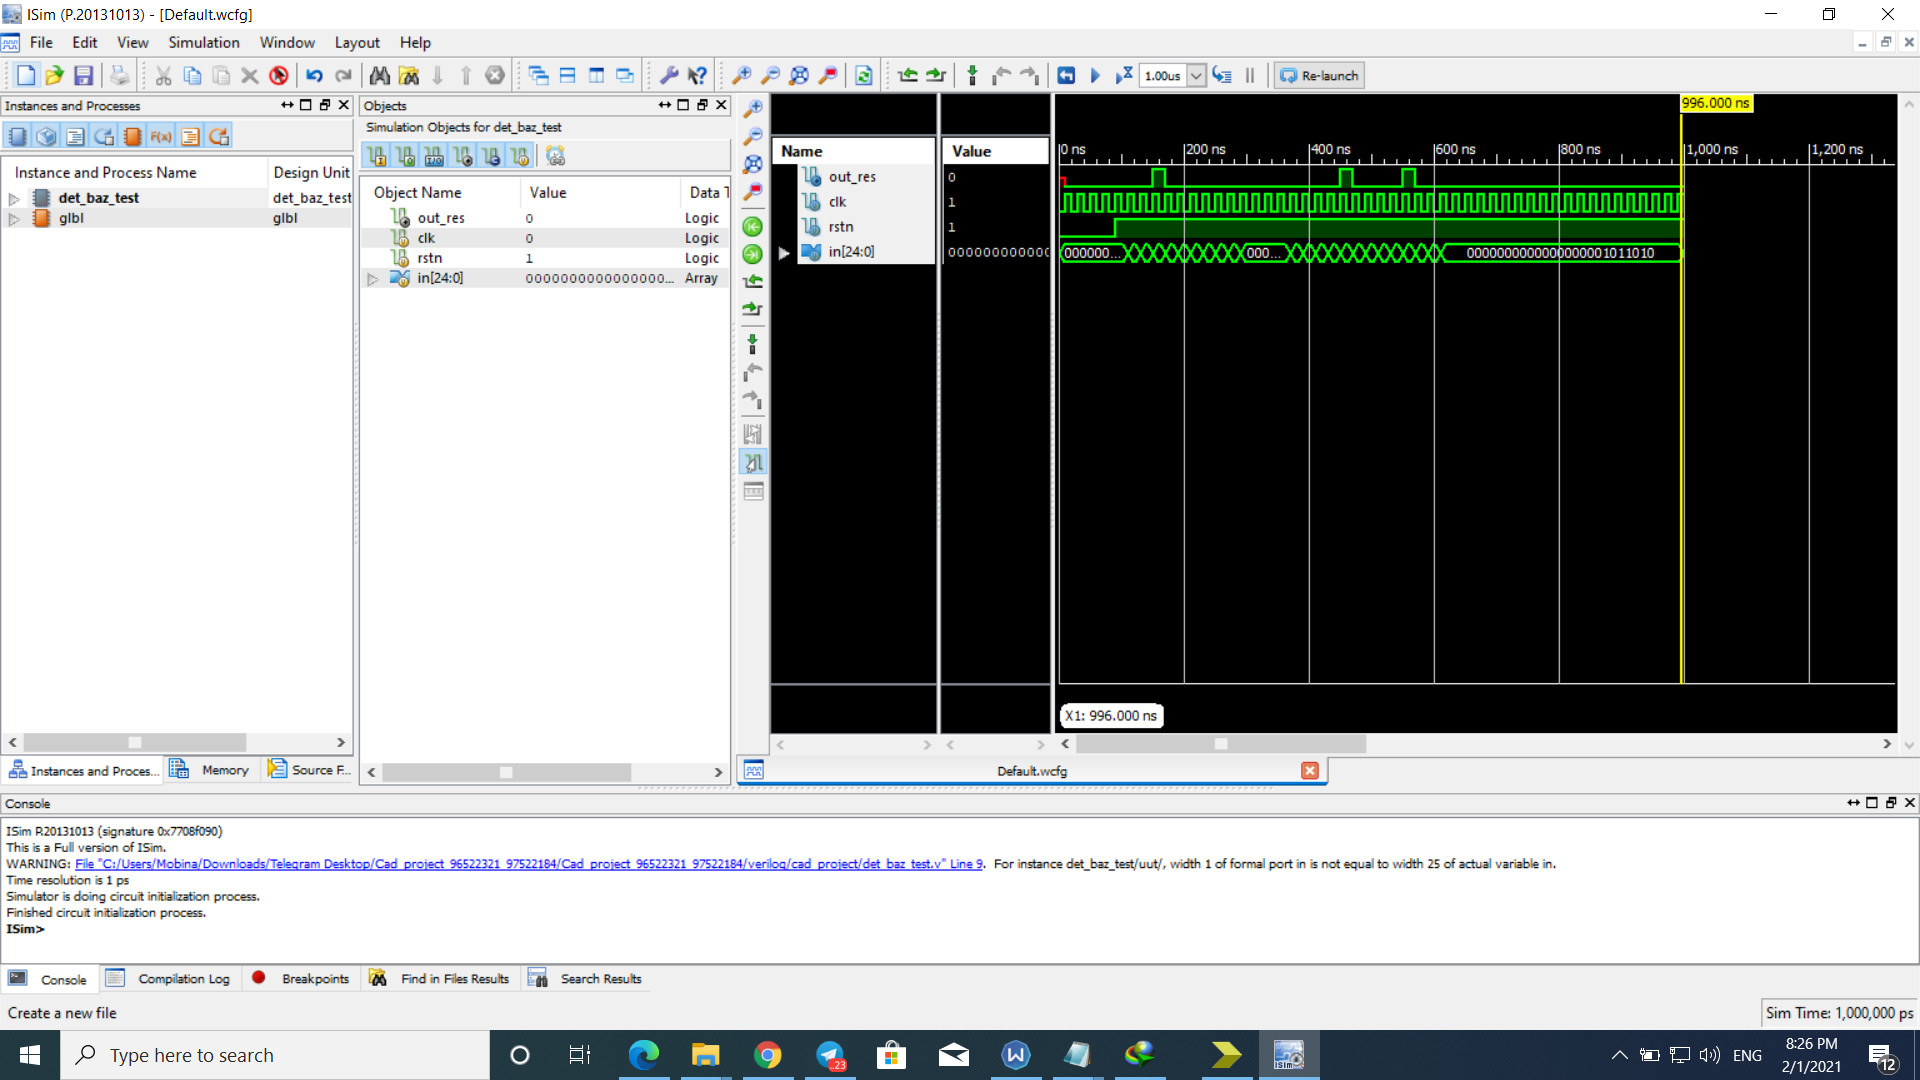 ISim (P.20131013) - [Default.wcfg]
File Edit View Simulation Window Layout Help
1.00us Re-launch
Instances and Processes
Instance and Process Name Design Unit
det_baz_test det_baz_test
glbl glbl
Instances and Proces... Memory Source F...
Objects
Simulation Objects for det_baz_test
Object Name Value Data T
out_res 0 Logic
clk 0 Logic
rstn 1 Logic
in[24:0] 0000000000000000... Array
996.000 ns
Name Value 0 ns 200 ns 400 ns 600 ns 800 ns 1,000 ns 1,200 ns
out_res 0
clk 1
rstn 1
in[24:0] 000000000000 000000... 000... 0000000000000000001011010
X1: 996.000 ns
Default.wcfg
Console
ISim P.20131013 (signature 0x7708f090)
This is a Full version of ISim.
WARNING: File "C:/Users/Mobina/Downloads/Telegram Desktop/Cad_project_96522321_97522184/Cad_project_96522321_97522184/verilog/cad_project/det_baz_test.v" Line 9. For instance det_baz_test/uut/, width 1 of formal port in is not equal to width 25 of actual variable in.
Time resolution is 1 ps
Simulator is doing circuit initialization process.
Finished circuit initialization process.
ISim>
Console Compilation Log Breakpoints Find in Files Results Search Results
Create a new file
Sim Time: 1,000,000 ps
Type here to search
..23
ENG
8:26 PM
2/1/2021
12